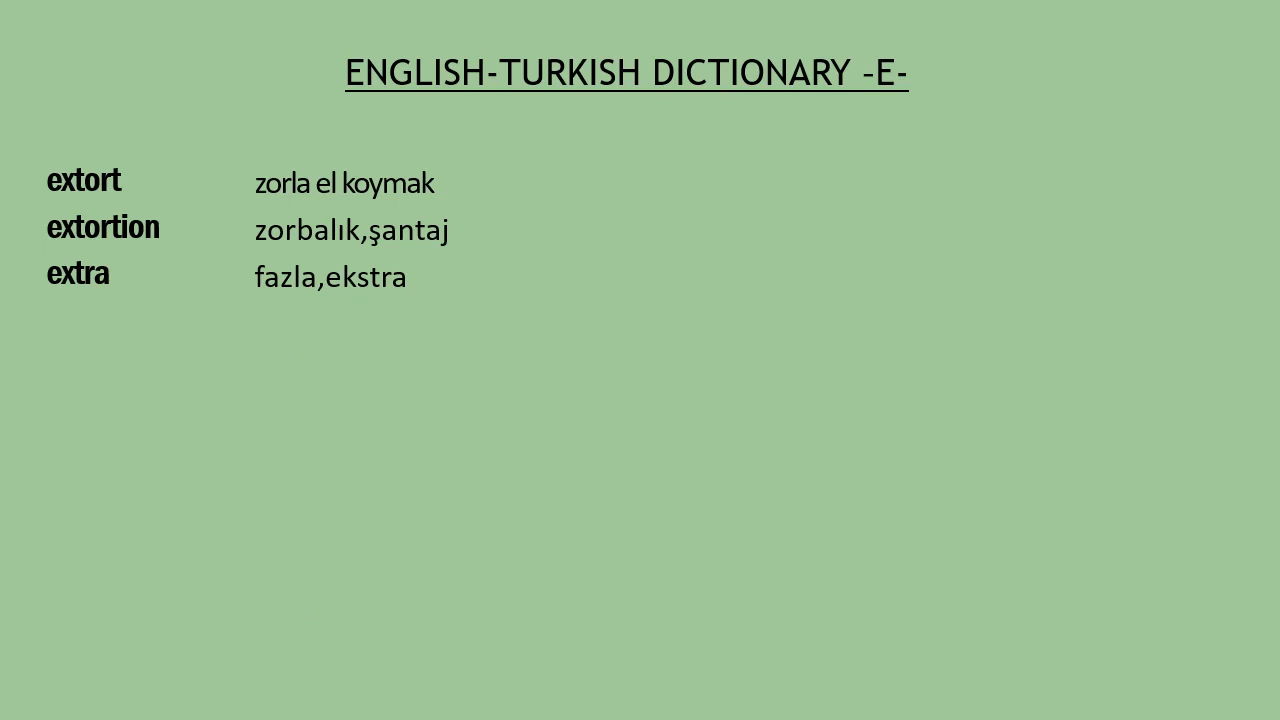 ENGLISH-TURKISH DICTIONARY –E-
extort zorla el koymak
extortion zorbalık,şantaj
extra fazla,ekstra